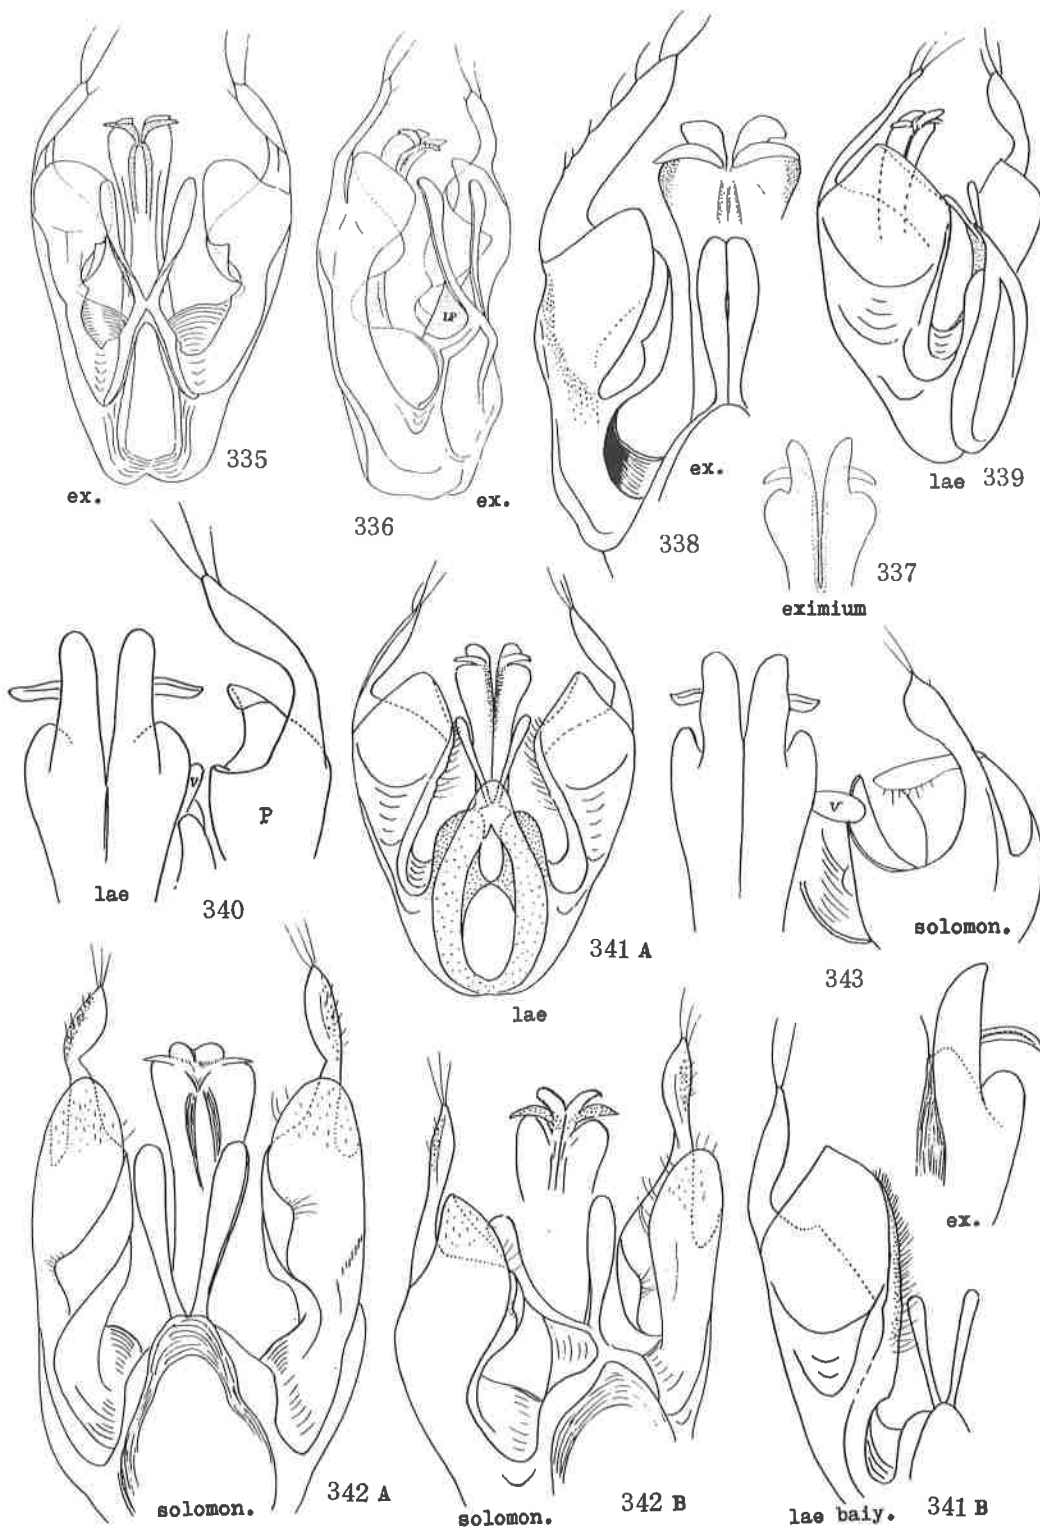 335
ex.
LP
336
ex.
ex.
338
lae 339
337
eximium
V
P
lae
340
341 A
lae
V
solomon.
343
ex.
342 A
solomon.
342 B
solomon.
341 B
lae baiy.